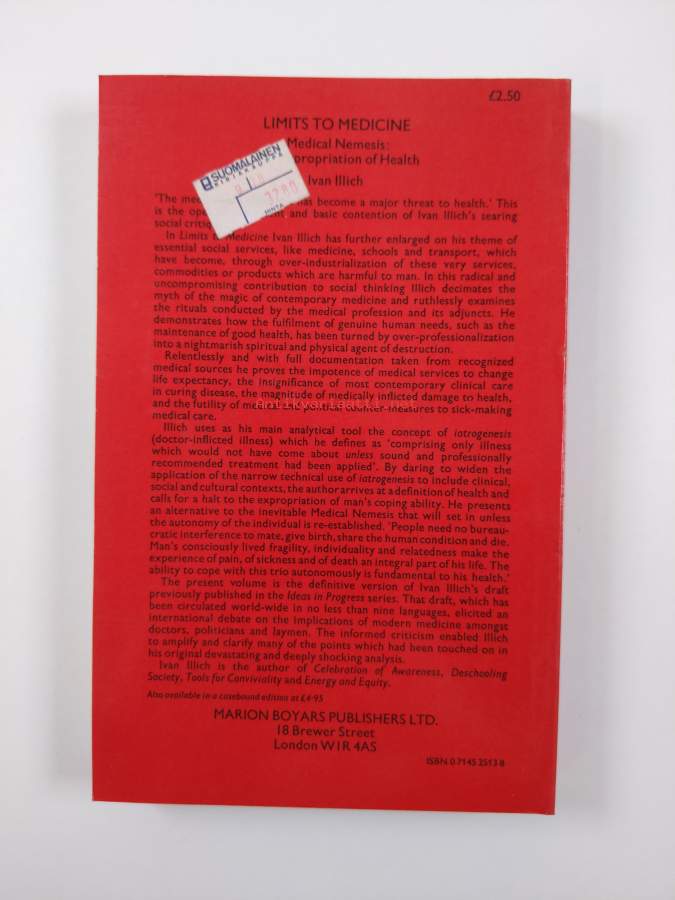 £2.50
LIMITS TO MEDICINE
Medical Nemesis:
propriation of Health
Ivan Illich
SUOMALAINEN
KIRJAKAUPPA
3780
HINTA
'The me has become a major threat to health.' This
is the ope nt and basic contention of Ivan Illich's searing
social critiq
In Limits to Medicine Ivan Illich has further enlarged on his theme of
essential social services, like medicine, schools and transport, which
have become, through over-industrialization of these very services,
commodities or products which are harmful to man. In this radical and
uncompromising contribution to social thinking Illich decimates the
myth of the magic of contemporary medicine and ruthlessly examines
the rituals conducted by the medical profession and its adjuncts. He
demonstrates how the fulfilment of genuine human needs, such as the
maintenance of good health, has been turned by over-professionalization
into a nightmarish spiritual and physical agent of destruction.
Relentlessly and with full documentation taken from recognized
medical sources he proves the impotence of medical services to change
life expectancy, the insignificance of most contemporary clinical care
in curing disease, the magnitude of medically inflicted damage to health,
and the futility of medical counter-measures to sick-making
medical care.
Illich uses as his main analytical tool the concept of iatrogenesis
(doctor-inflicted illness) which he defines as 'comprising only illness
which would not have come about unless sound and professionally
recommended treatment had been applied'. By daring to widen the
application of the narrow technical use of iatrogenesis to include clinical,
social and cultural contexts, the author arrives at a definition of health and
calls for a halt to the expropriation of man's coping ability. He presents
an alternative to the inevitable Medical Nemesis that will set in unless
the autonomy of the individual is re-established. 'People need no bureau-
cratic interference to mate, give birth, share the human condition and die.
Man's consciously lived fragility, individuality and relatedness make the
experience of pain, of sickness and of death an integral part of his life. The
ability to cope with this trio autonomously is fundamental to his health.'
The present volume is the definitive version of Ivan Illich's draft
previously published in the Ideas in Progress series. That draft, which has
been circulated world-wide in no less than nine languages, elicited an
international debate on the implications of modern medicine amongst
doctors, politicians and laymen. The informed criticism enabled Illich
to amplify and clarify many of the points which had been touched on in
his original devastating and deeply shocking analysis.
Ivan Illich is the author of Celebration of Awareness, Deschooling
Society, Tools for Conviviality and Energy and Equity.
Also available in a casebound edition at £4·95
MARION BOYARS PUBLISHERS LTD.
18 Brewer Street
London W1R 4AS
ISBN 0 7145 2513 8